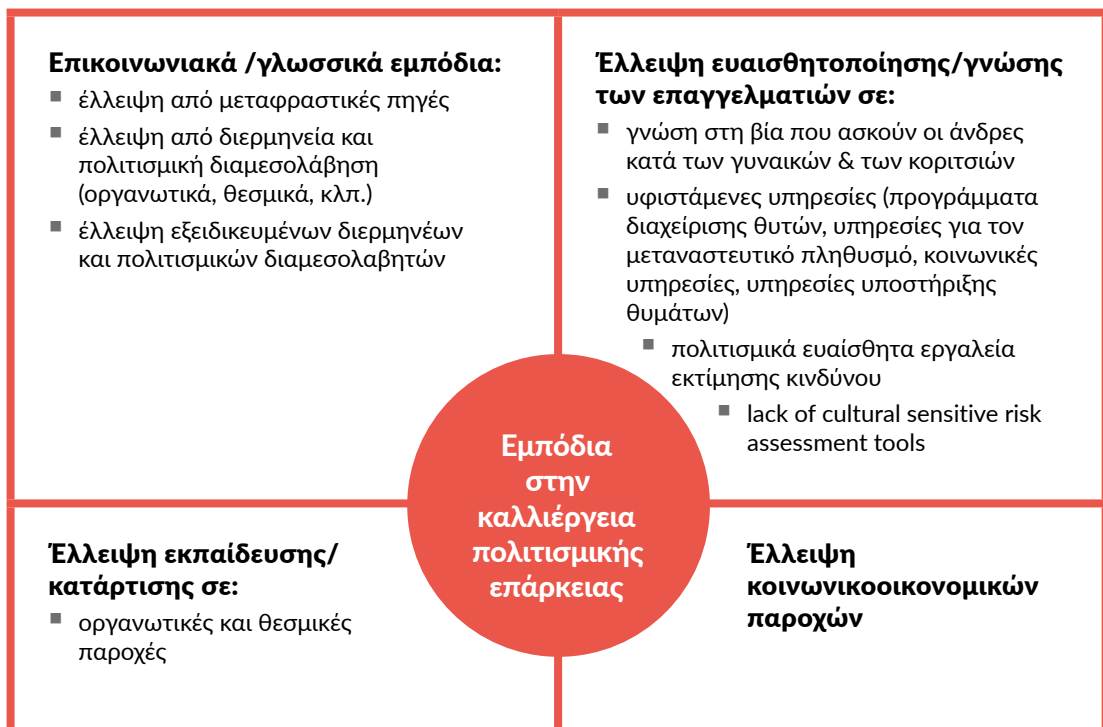 Επικοινωνιακά /γλωσσικά εμπόδια:
■ έλλειψη από μεταφραστικές πηγές
■ έλλειψη από διερμηνεία και
πολιτισμική διαμεσολάβηση
(οργανωτικά, θεσμικά, κλπ.)
■ έλλειψη εξειδικευμένων διερμηνέων
και πολιτισμικών διαμεσολαβητών
Έλλειψη ευαισθητοποίησης/γνώσης
των επαγγελματιών σε:
■ γνώση στη βία που ασκούν οι άνδρες
κατά των γυναικών & των κοριτσιών
■ υφιστάμενες υπηρεσίες (προγράμματα
διαχείρισης θυτών, υπηρεσίες για τον
μεταναστευτικό πληθυσμό, κοινωνικές
υπηρεσίες, υπηρεσίες υποστήριξης
θυμάτων)
■ πολιτισμικά ευαίσθητα εργαλεία
εκτίμησης κινδύνου
■ lack of cultural sensitive risk
assessment tools
Εμπόδια
στην
καλλιέργεια
πολιτισμικής
επάρκειας
Έλλειψη εκπαίδευσης/
κατάρτισης σε:
■ οργανωτικές και θεσμικές
παροχές
Έλλειψη
κοινωνικοοικονομικών
παροχών